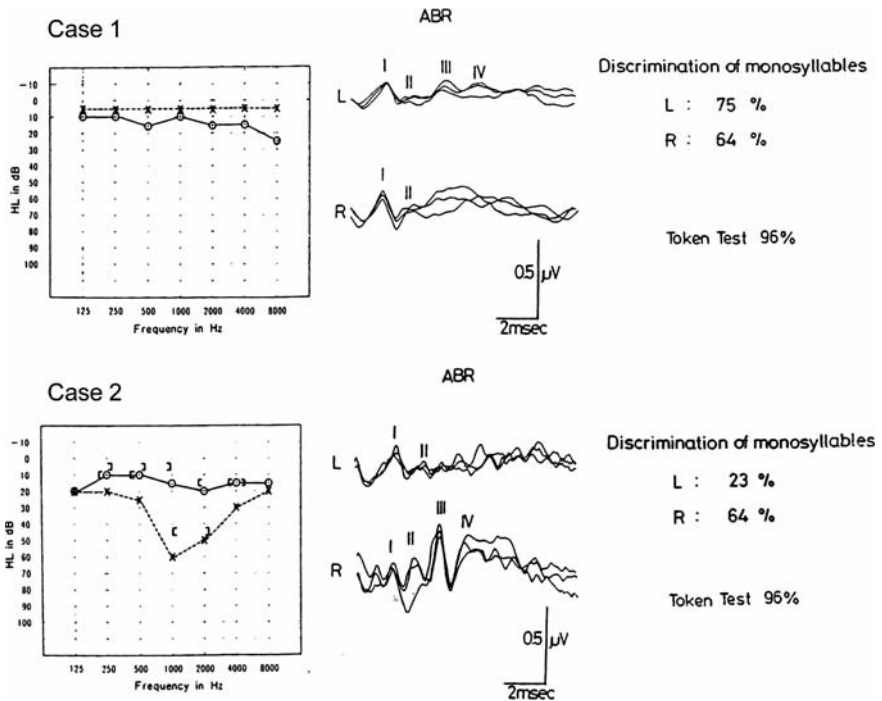 Case 1
ABR
-10
0
10
20
30
40
50
60
70
80
90
100
HL in dB
125 250 500 1000 2000 4000 8000
Frequency in Hz
I II III IV
L
I II
R
0.5 μV
2msec
Discrimination of monosyllables
L : 75 %
R : 64 %
Token Test 96%
Case 2
ABR
-10
0
10
20
30
40
50
60
70
80
90
100
HL in dB
125 250 500 1000 2000 4000 8000
Frequency in Hz
I II
L
I II III IV
R
0.5 μV
2msec
Discrimination of monosyllables
L : 23 %
R : 64 %
Token Test 96%